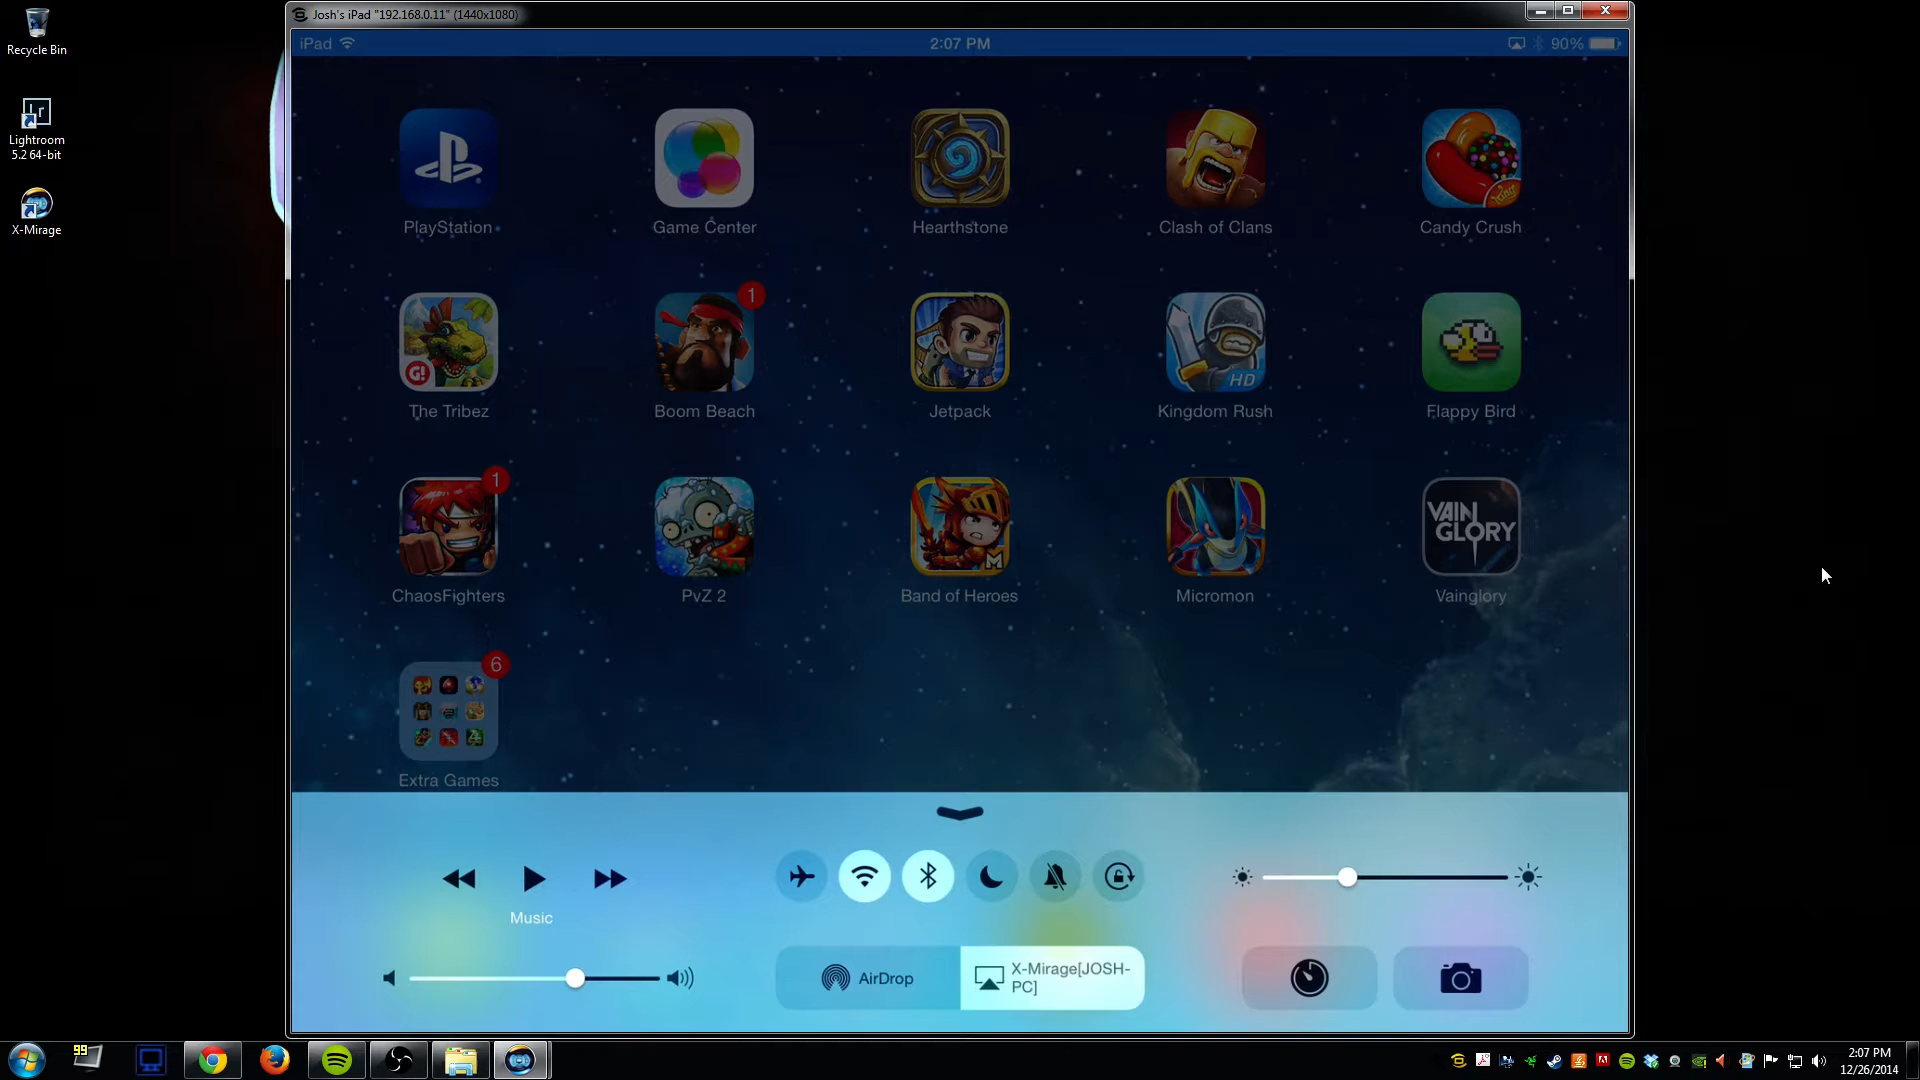 Josh's iPad "192.168.0.11" (1440x1080)
Recycle Bin
Lightroom
5.2 64-bit
X-Mirage
iPad
2:07 PM
90%
PlayStation
Game Center
Hearthstone
Clash of Clans
Candy Crush
The Tribez
Boom Beach
1
Jetpack
HD
Kingdom Rush
Flappy Bird
G!
ChaosFighters
1
PvZ 2
M
Band of Heroes
Micromon
VAIN
GLORY
Vainglory
6
Extra Games
Music
AirDrop
X-Mirage[JOSH-
PC]
Lr
99
2:07 PM
12/26/2014